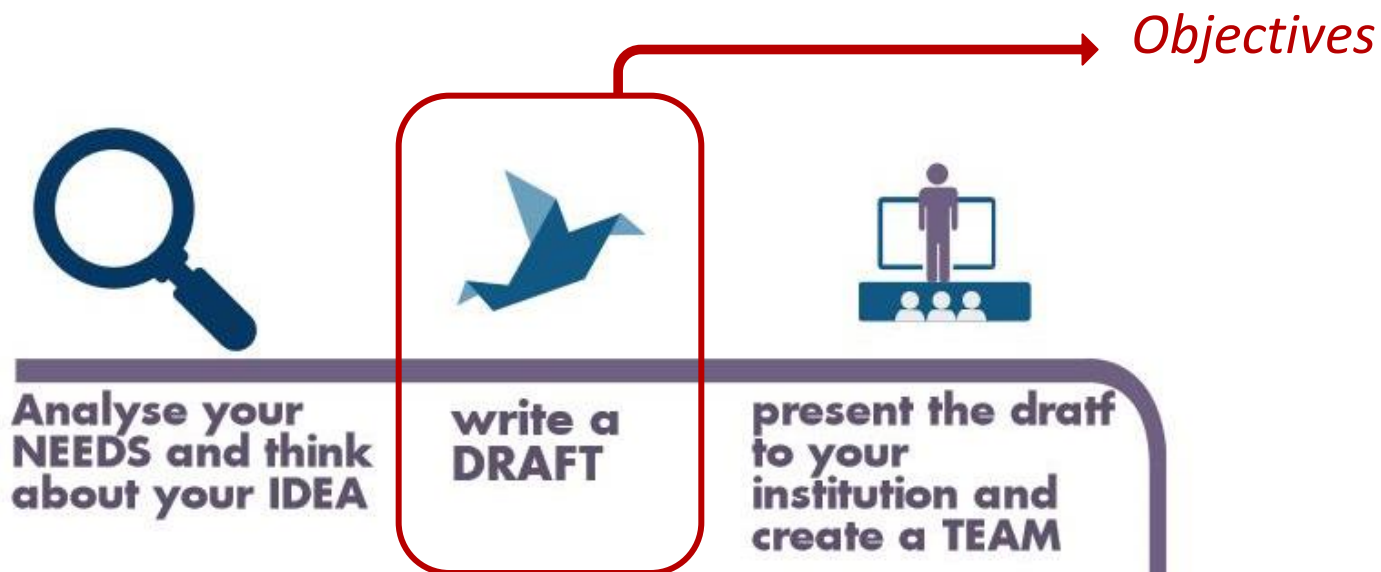 Objectives
Analyse your
NEEDS and think
about your IDEA
write a
DRAFT
present the dratf
to your
institution and
create a TEAM